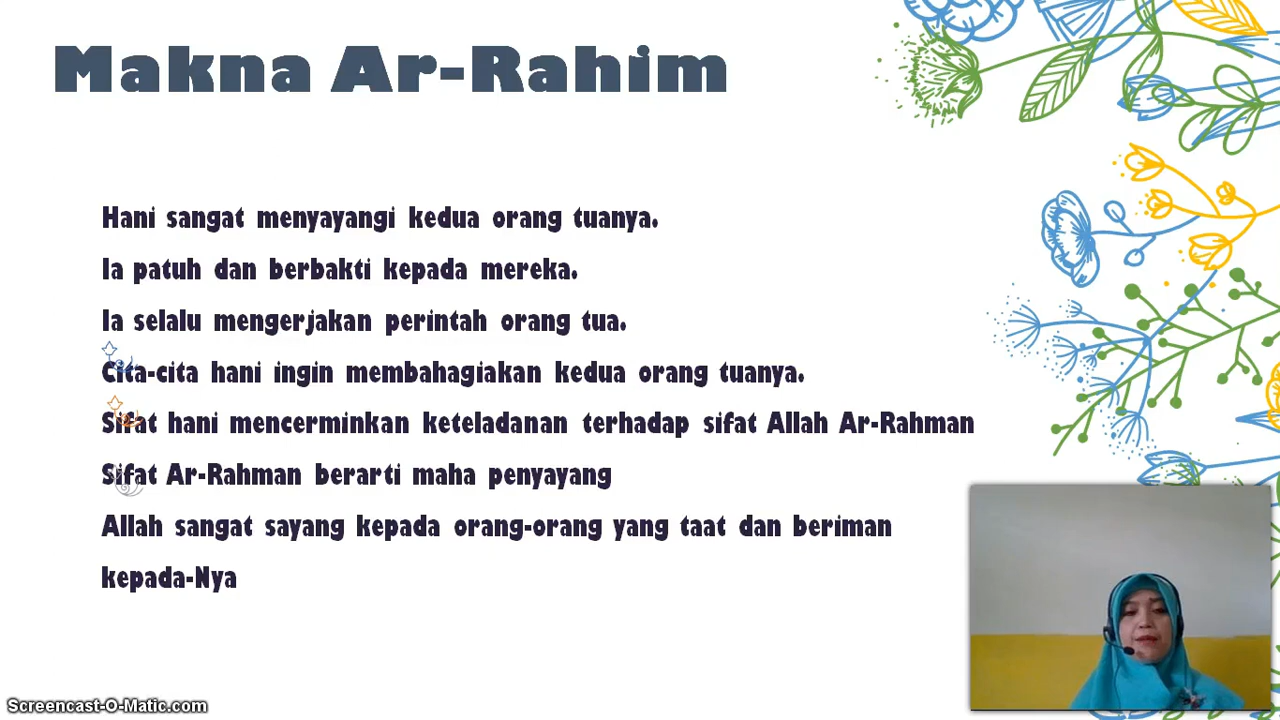 Makna Ar-Rahim
Hani sangat menyayangi kedua orang tuanya.
Ia patuh dan berbakti kepada mereka.
Ia selalu mengerjakan perintah orang tua.
Cita-cita hani ingin membahagiakan kedua orang tuanya.
Sifat hani mencerminkan keteladanan terhadap sifat Allah Ar-Rahman
Sifat Ar-Rahman berarti maha penyayang
Allah sangat sayang kepada orang-orang yang taat dan beriman
kepada-Nya
Screencast-O-Matic.com